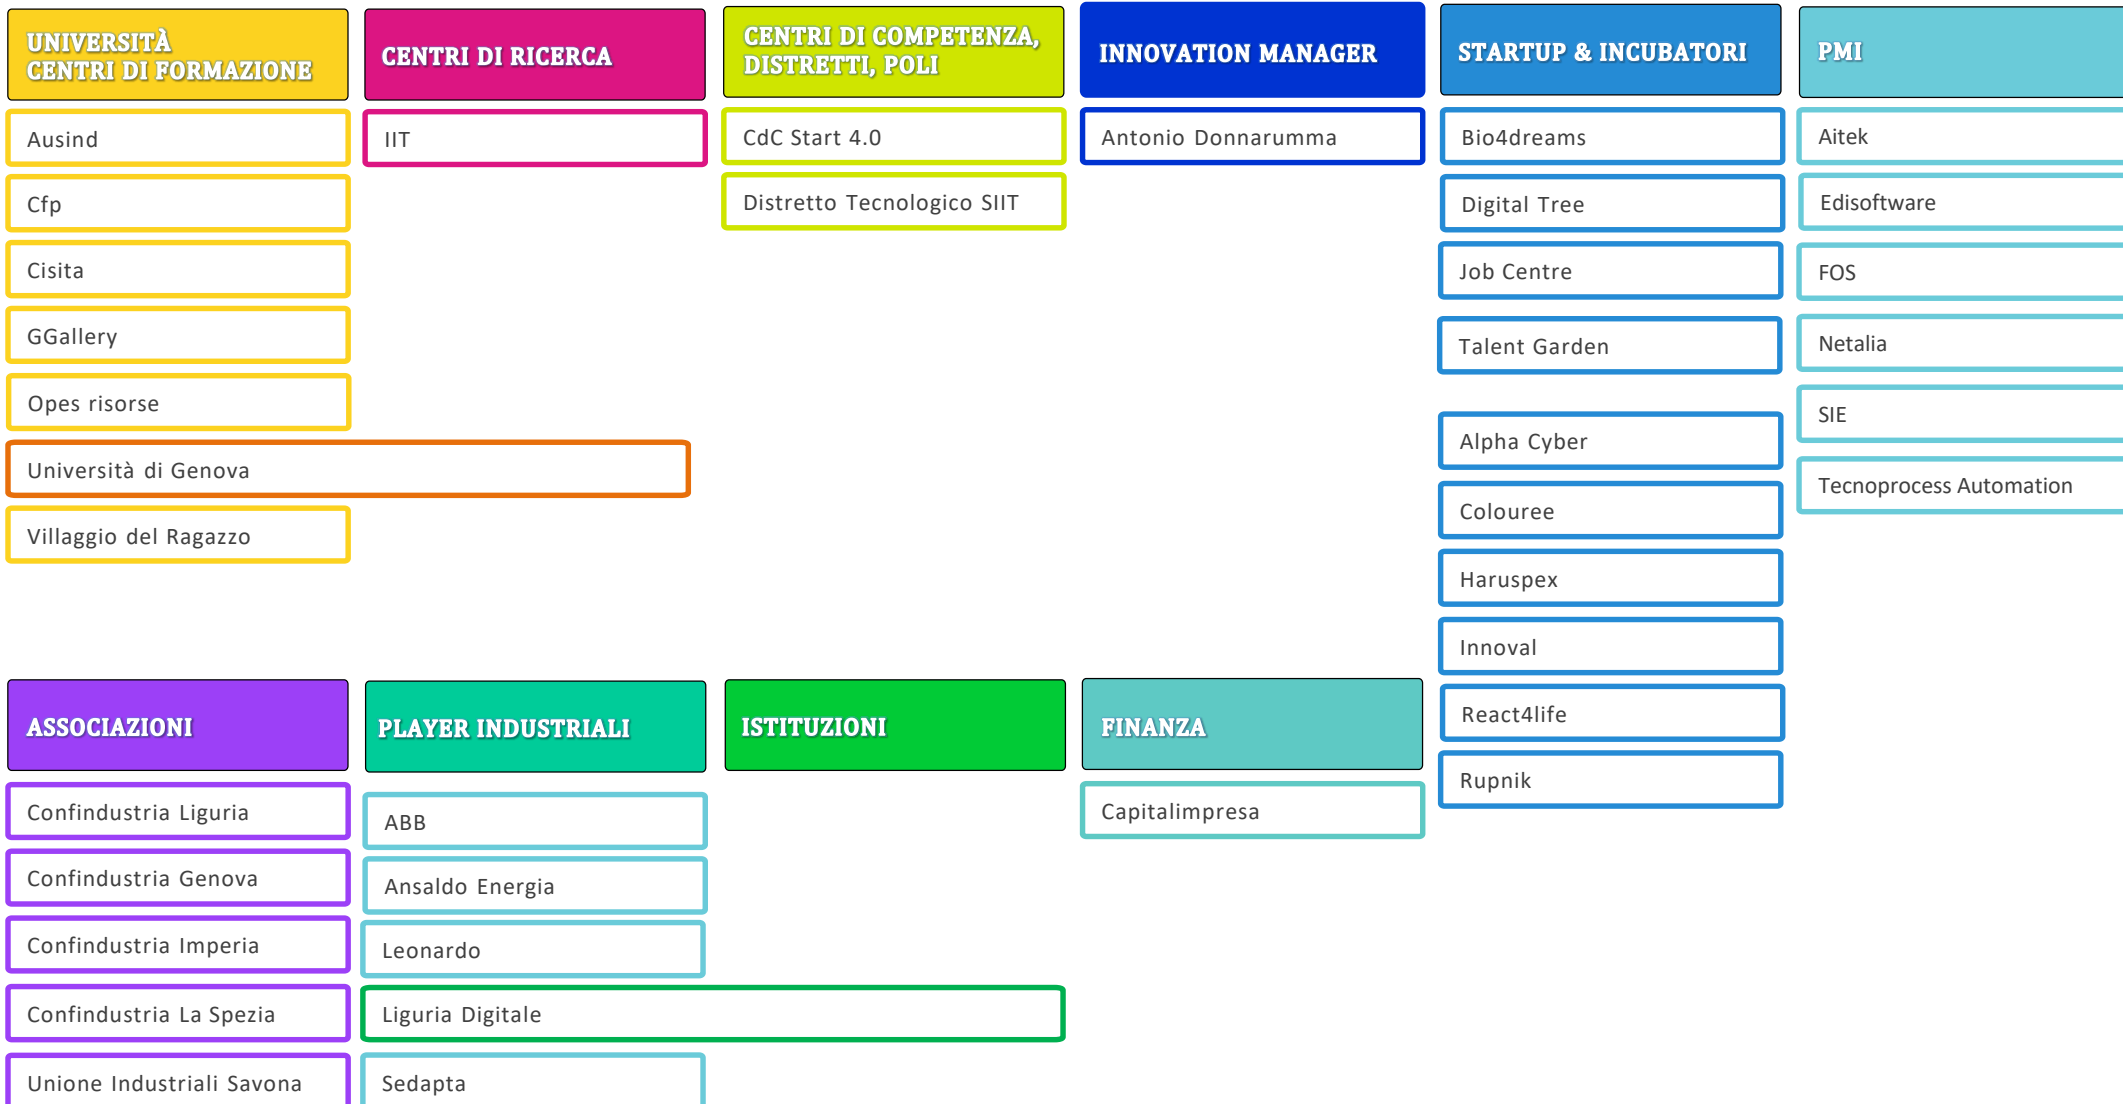 UNIVERSITÀ
CENTRI DI FORMAZIONE
Ausind
Cfp
Cisita
GGallery
Opes risorse
Università di Genova
Villaggio del Ragazzo
CENTRI DI RICERCA
IIT
CENTRI DI COMPETENZA,
DISTRETTI, POLI
CdC Start 4.0
Distretto Tecnologico SIIT
INNOVATION MANAGER
Antonio Donnarumma
STARTUP & INCUBATORI
Bio4dreams
Digital Tree
Job Centre
Talent Garden
Alpha Cyber
Colouree
Haruspex
Innoval
React4life
Rupnik
PMI
Aitek
Edisoftware
FOS
Netalia
SIE
Tecnoprocess Automation
ASSOCIAZIONI
Confindustria Liguria
Confindustria Genova
Confindustria Imperia
Confindustria La Spezia
Unione Industriali Savona
PLAYER INDUSTRIALI
ABB
Ansaldo Energia
Leonardo
Liguria Digitale
Sedapta
ISTITUZIONI
FINANZA
Capitalimpresa